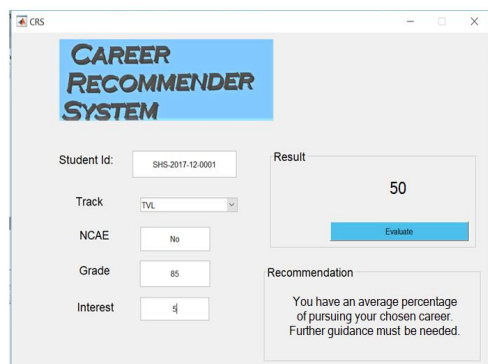 CRS
CAREER
RECOMMENDER
SYSTEM
Student Id:
SHS-2017-12-0001
Track
TVL
NCAE
No
Grade
85
Interest
5
Result
50
Evaluate
Recommendation
You have an average percentage
of pursuing your chosen career.
Further guidance must be needed.